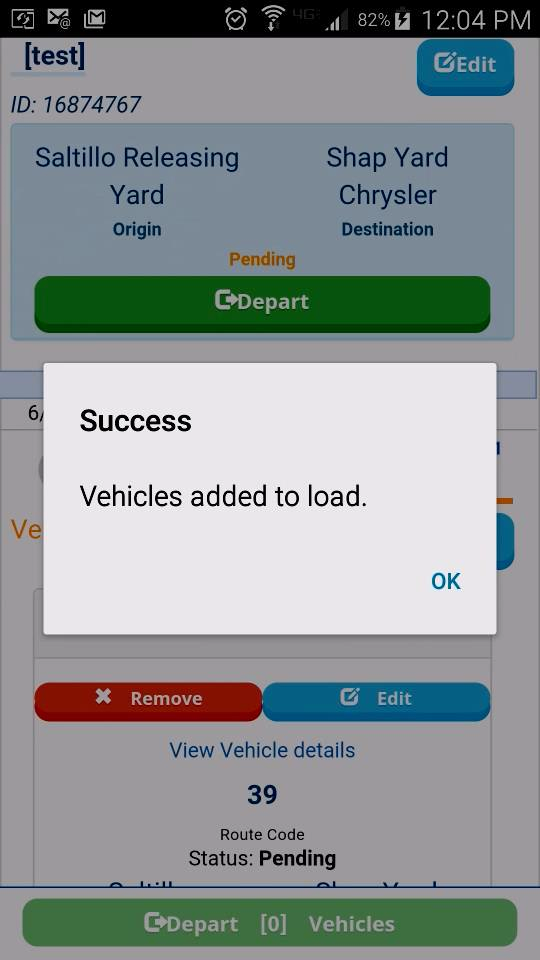 4G 82% 12:04 PM
[test]
Edit
ID: 16874767
Saltillo Releasing Yard
Shap Yard Chrysler
Origin
Destination
Pending
Depart
6/
Success
Vehicles added to load.
Ve
OK
Remove
Edit
View Vehicle details
39
Route Code
Status: Pending
Depart [0] Vehicles